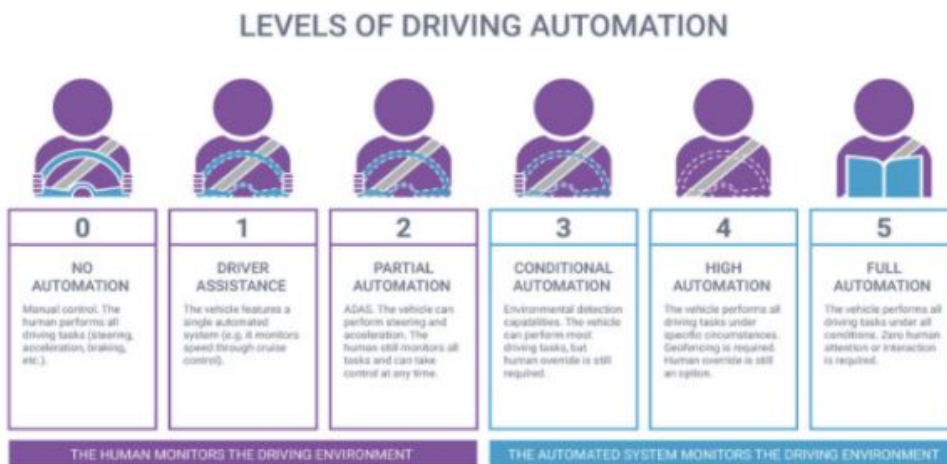 LEVELS OF DRIVING AUTOMATION
0
NO
AUTOMATION
Manual control. The
human performs all
driving tasks (steering,
acceleration, braking,
etc.).
1
DRIVER
ASSISTANCE
The vehicle features a
single automated
system (e.g. it monitors
speed through cruise
control).
2
PARTIAL
AUTOMATION
ADAS. The vehicle can
perform steering and
acceleration. The
human still monitors all
tasks and can take
control at any time.
3
CONDITIONAL
AUTOMATION
Environmental detection
capabilities. The vehicle
can perform most
driving tasks, but
human override is still
required.
4
HIGH
AUTOMATION
The vehicle performs all
driving tasks under
specific circumstances.
Geofencing is required.
Human override is still
an option.
5
FULL
AUTOMATION
The vehicle performs all
driving tasks under all
conditions. Zero human
attention or interaction
is required.
THE HUMAN MONITORS THE DRIVING ENVIRONMENT
THE AUTOMATED SYSTEM MONITORS THE DRIVING ENVIRONMENT